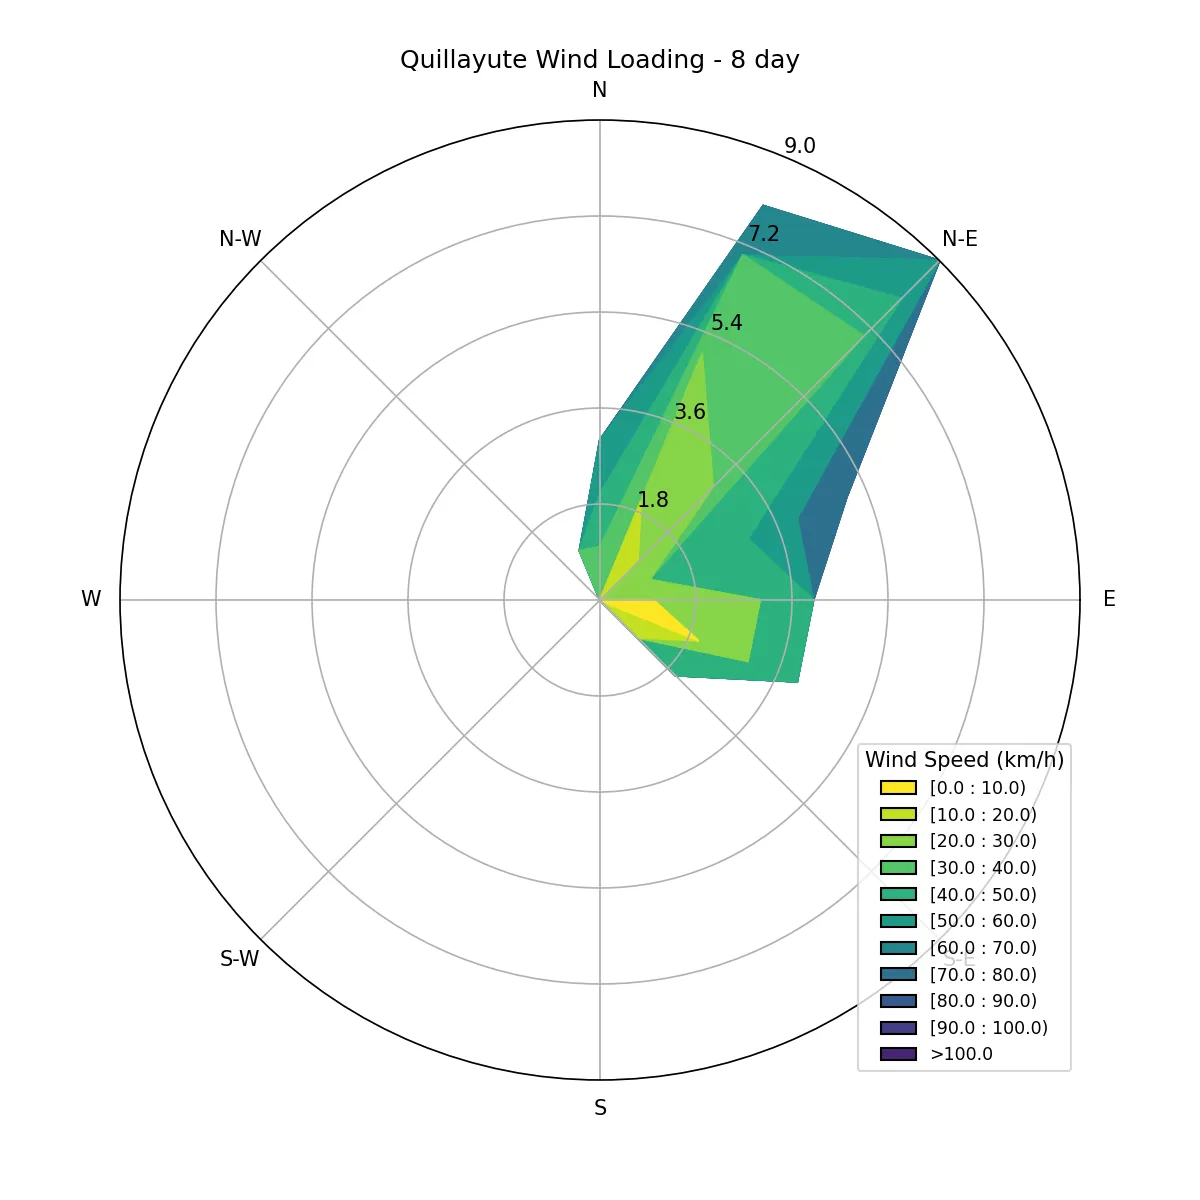 Quillayute Wind Loading - 8 day
N
9.0
N-W
7.2
N-E
5.4
3.6
1.8
W
E
Wind Speed (km/h)
[0.0 : 10.0)
[10.0 : 20.0)
[20.0 : 30.0)
[30.0 : 40.0)
[40.0 : 50.0)
[50.0 : 60.0)
[60.0 : 70.0)
S-W
S-E
[70.0 : 80.0)
[80.0 : 90.0)
[90.0 : 100.0)
>100.0
S